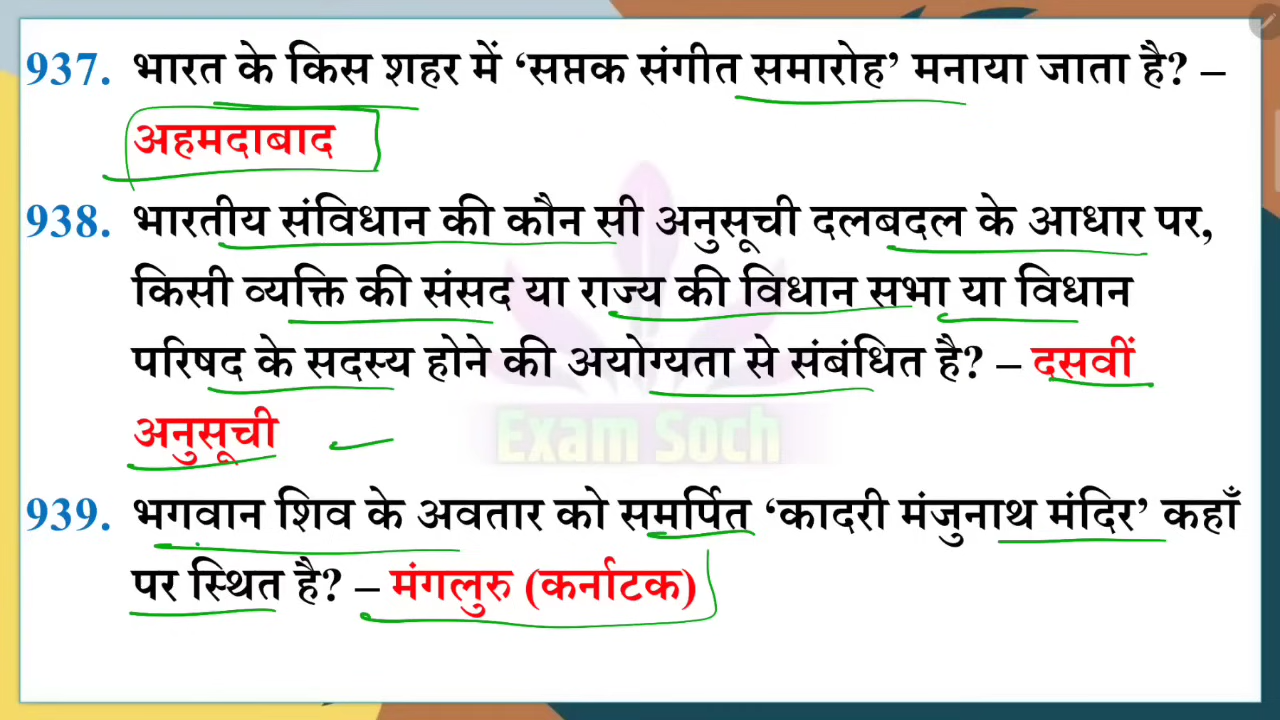 937. भारत के किस शहर में ‘सप्तक संगीत समारोह’ मनाया जाता है? –
अहमदाबाद
938. भारतीय संविधान की कौन सी अनुसूची दलबदल के आधार पर,
किसी व्यक्ति की संसद या राज्य की विधान सभा या विधान
परिषद के सदस्य होने की अयोग्यता से संबंधित है? – दसवीं
अनुसूची
Exam Soch
939. भगवान शिव के अवतार को समर्पित ‘कादरी मंजुनाथ मंदिर’ कहाँ
पर स्थित है? – मंगलुरु (कर्नाटक)